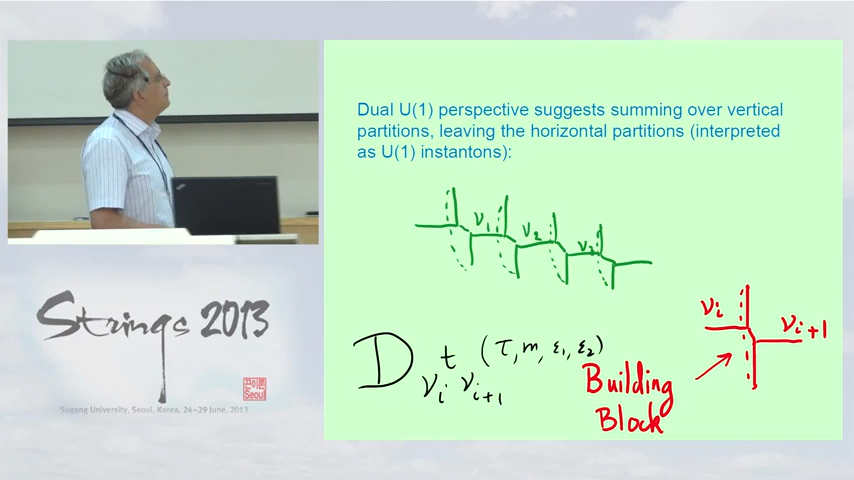 Dual U(1) perspective suggests summing over vertical
partitions, leaving the horizontal partitions (interpreted
as U(1) instantons):
ν1 ν2 ν3
D^t_{νi νi+1} (τ, m, ε1, ε2)
νi νi+1
Building
Block
Strings 2013
Seoul
Sogang University, Seoul, Korea, 24-29 June, 2013